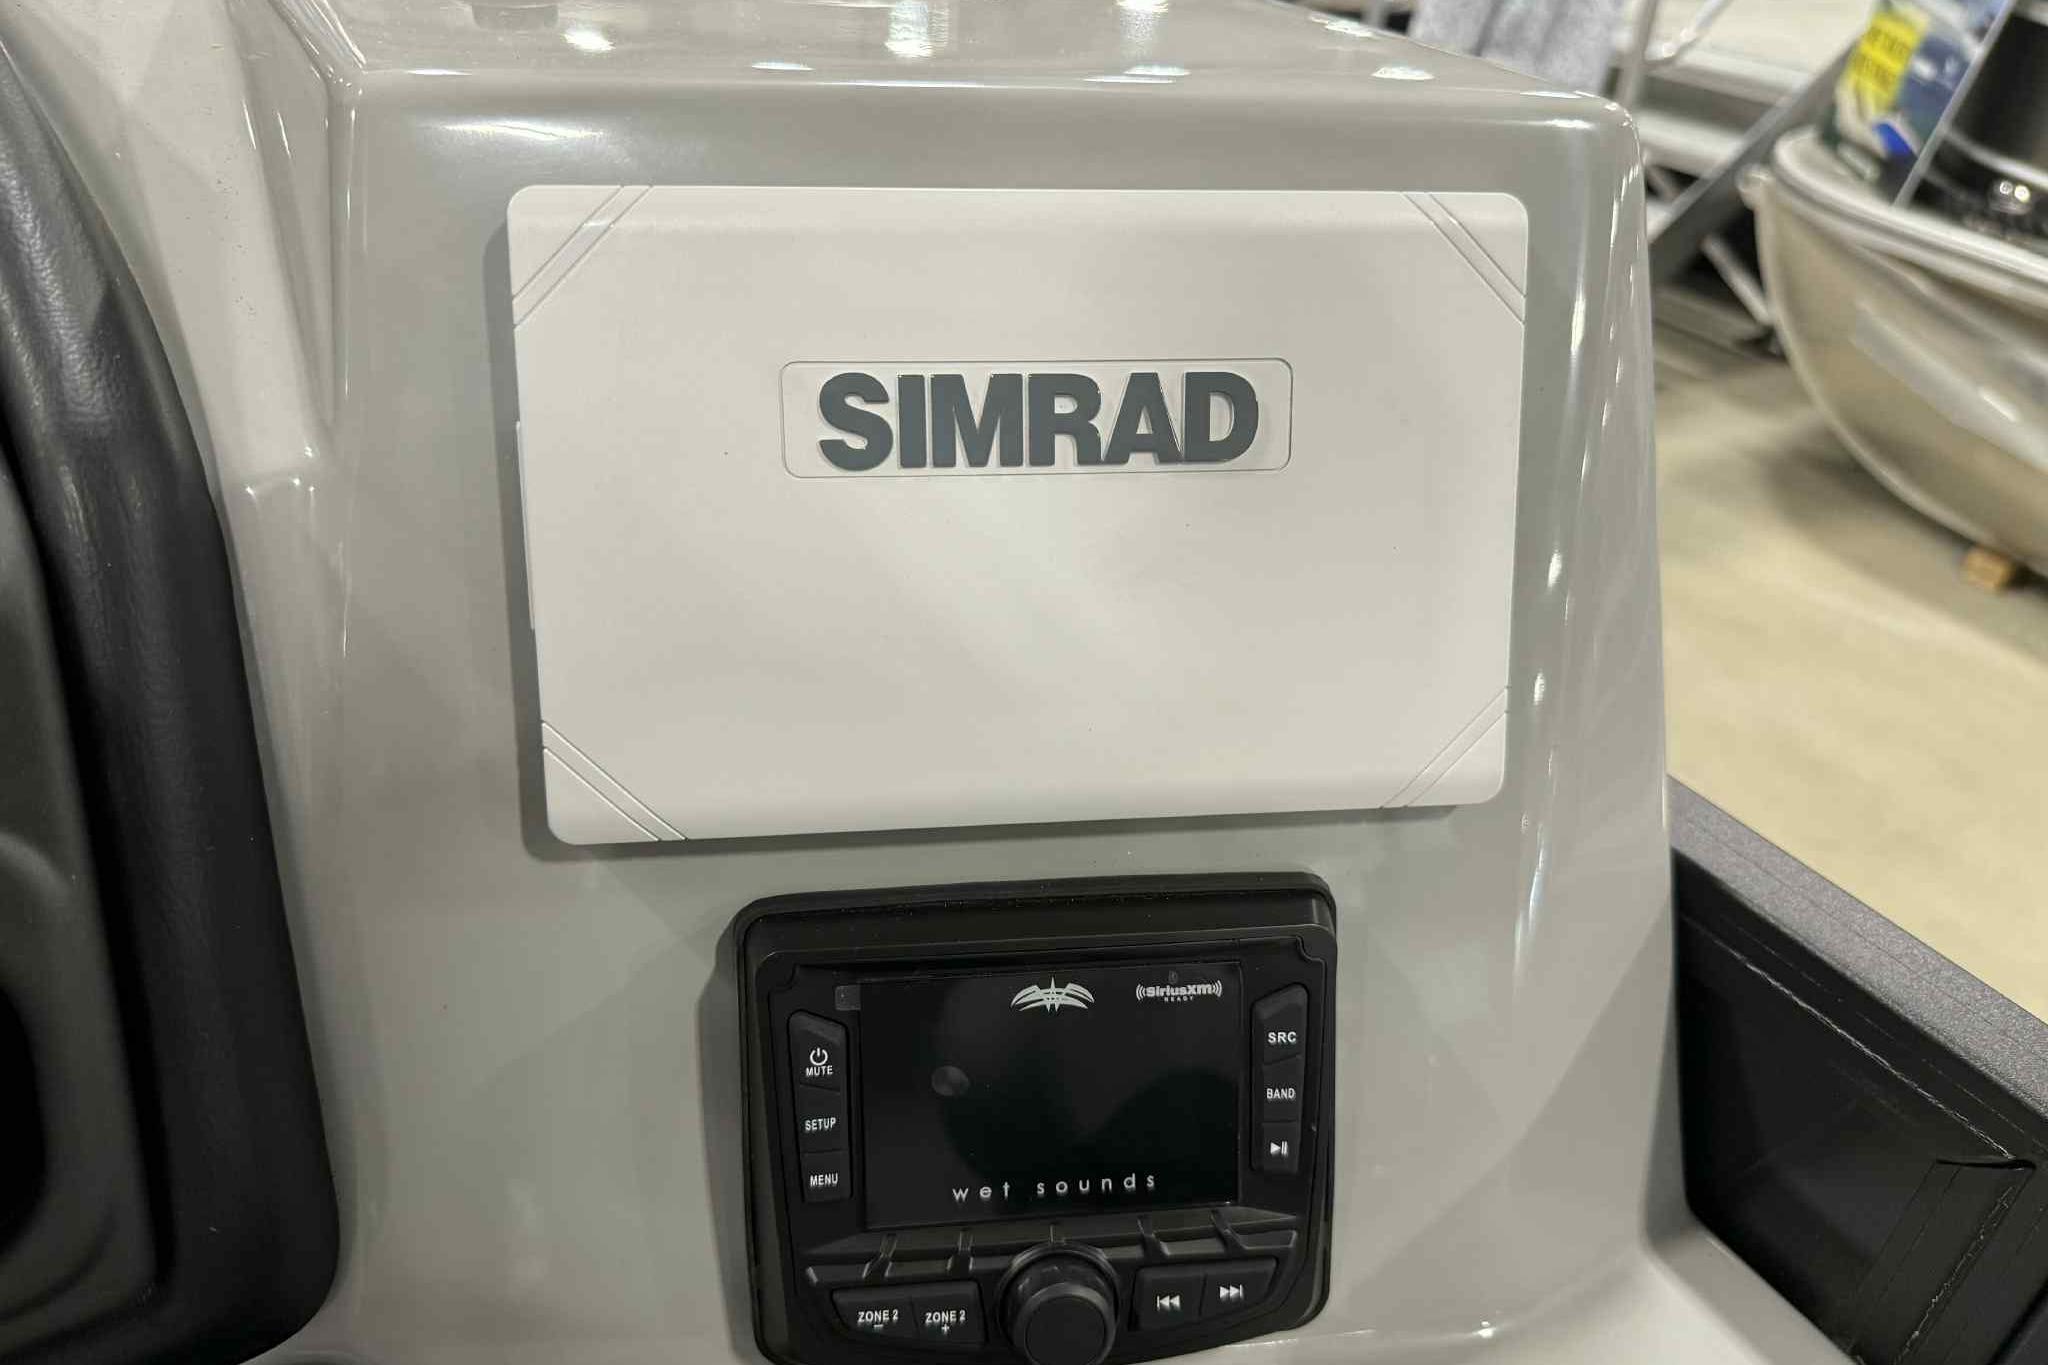 SIMRAD
((SiriusXM))
READY
SRC
MUTE
BAND
SETUP
MENU
wet sounds
ZONE 2
−
ZONE 2
+